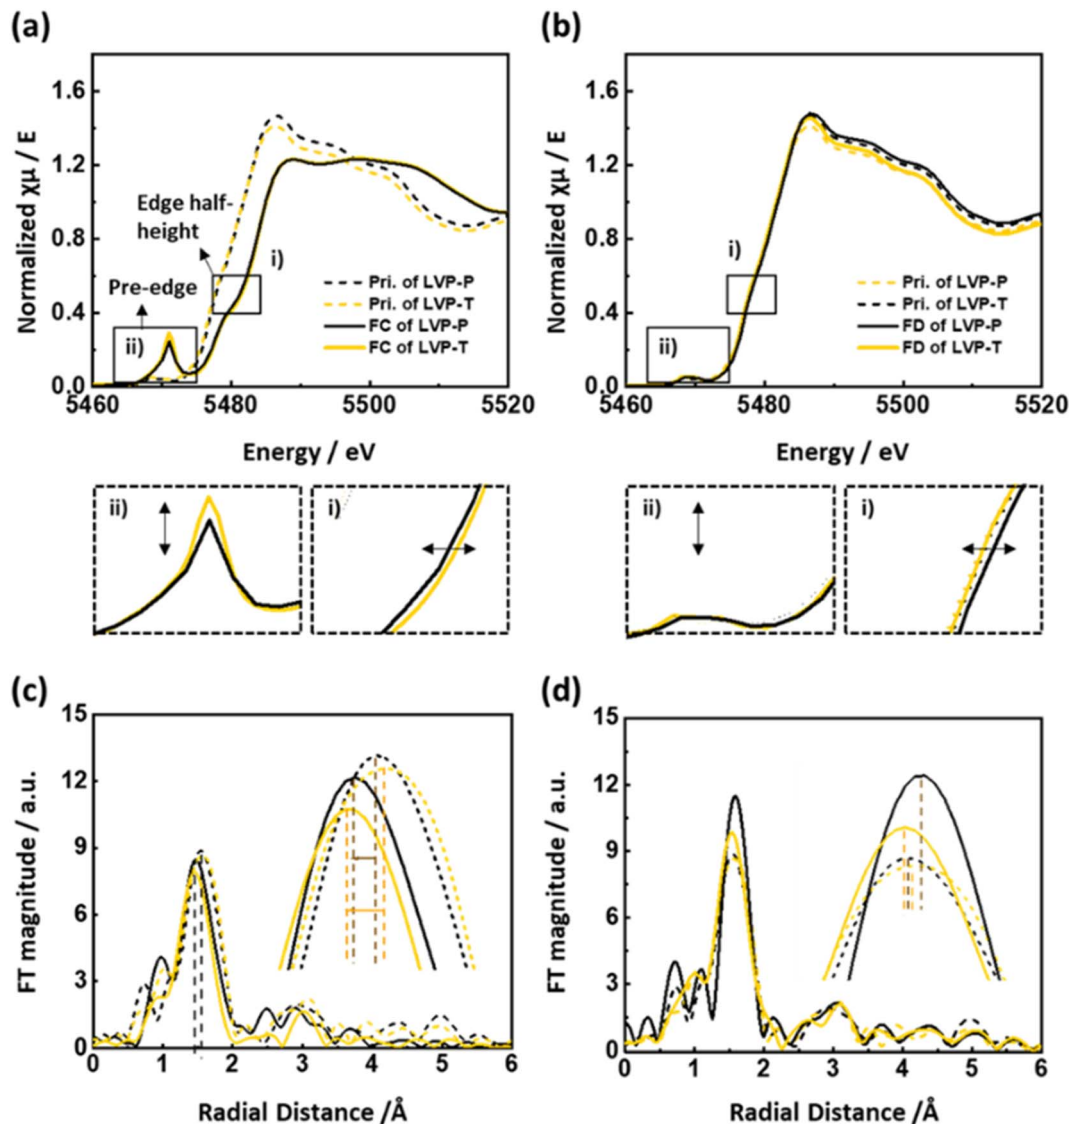 (a)
Normalized χμ / E
1.6
1.2
0.8
0.4
0.0
Edge half-
height
i)
Pre-edge
ii)
Pri. of LVP-P
Pri. of LVP-T
FC of LVP-P
FC of LVP-T
5460 5480 5500 5520
Energy / eV
(b)
Normalized χμ / E
1.6
1.2
0.8
0.4
0.0
i)
ii)
Pri. of LVP-P
Pri. of LVP-T
FD of LVP-P
FD of LVP-T
5460 5480 5500 5520
Energy / eV
ii)
i)
ii)
i)
(c)
FT magnitude / a.u.
15
12
9
6
3
0
0 1 2 3 4 5 6
Radial Distance /Å
(d)
FT magnitude / a.u.
15
12
9
6
3
0
0 1 2 3 4 5 6
Radial Distance /Å